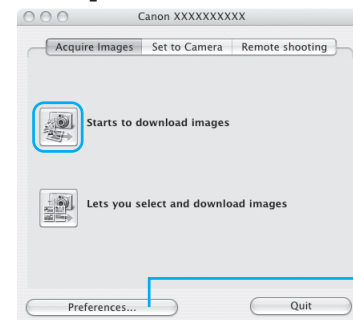 Canon XXXXXXXXXX
Acquire Images Set to Camera Remote shooting
Starts to download images
Lets you select and download images
Preferences... Quit